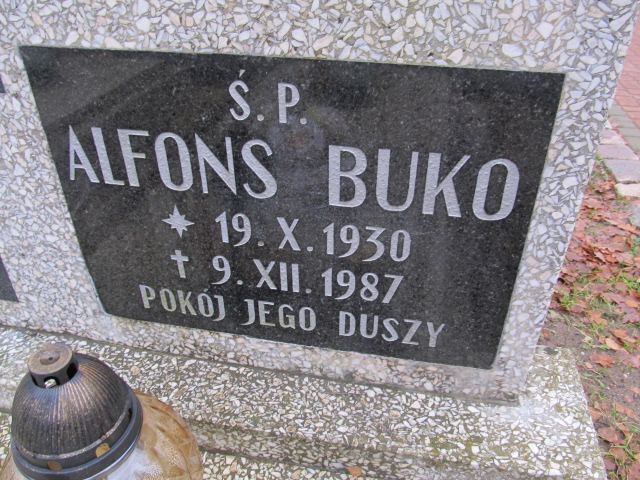 Ś.P.
ALFONS BUKO
19. X. 1930
9. XII. 1987
POKÓJ JEGO DUSZY